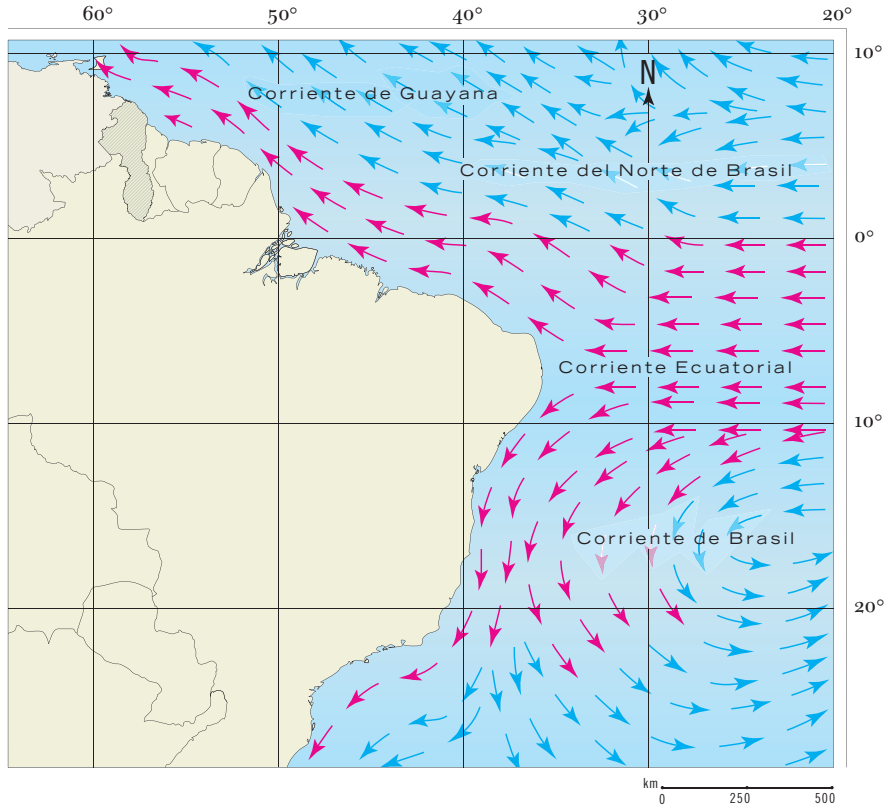 60° 50° 40° 30° 20°
10°
N
Corriente de Guayana
Corriente del Norte de Brasil
0°
Corriente Ecuatorial
10°
Corriente de Brasil
20°
km
0 250 500